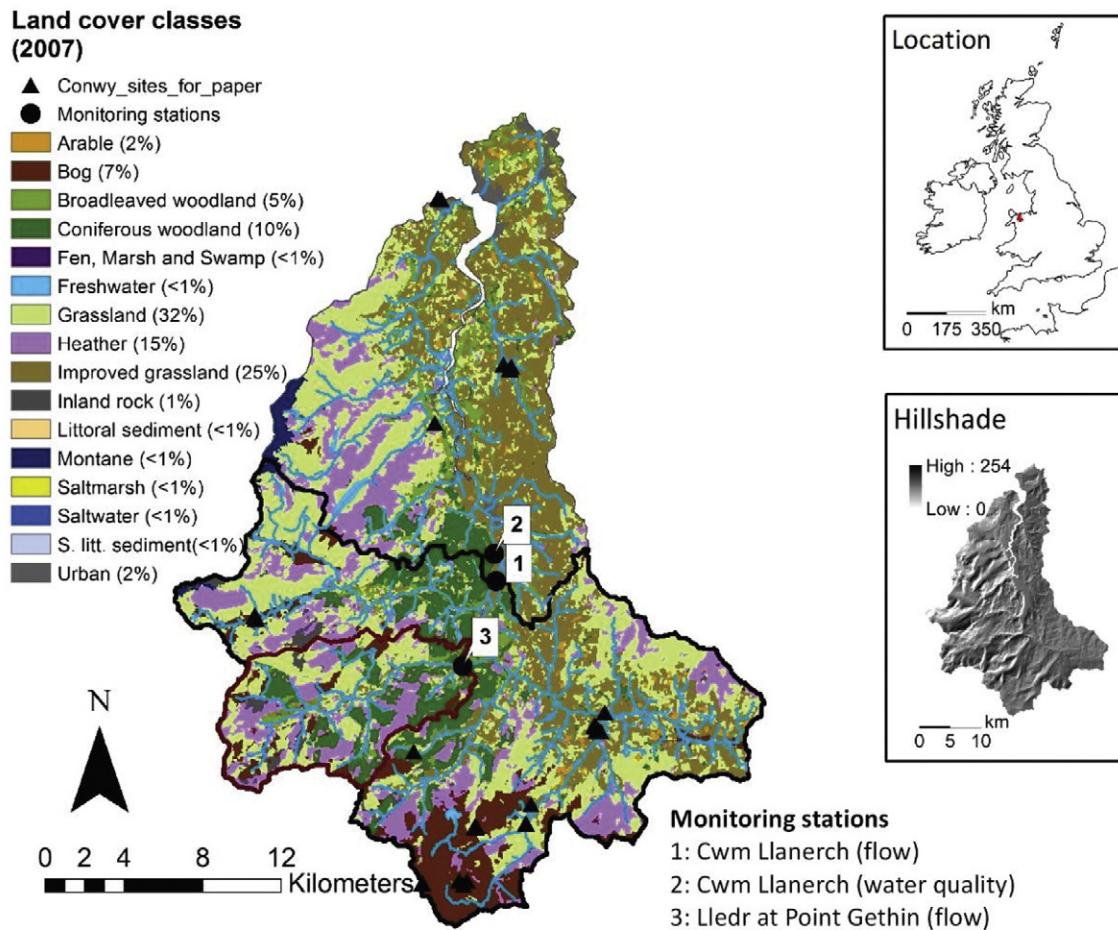 Land cover classes
(2007)
Conwy_sites_for_paper
Monitoring stations
Arable (2%)
Bog (7%)
Broadleaved woodland (5%)
Coniferous woodland (10%)
Fen, Marsh and Swamp (<1%)
Freshwater (<1%)
Grassland (32%)
Heather (15%)
Improved grassland (25%)
Inland rock (1%)
Littoral sediment (<1%)
Montane (<1%)
Saltmarsh (<1%)
Saltwater (<1%)
S. litt. sediment(<1%)
Urban (2%)
2
1
3
N
0 2 4 8 12
Kilometers
Location
km
0 175 350
Hillshade
High : 254
Low : 0
km
0 5 10
Monitoring stations
1: Cwm Llanerch (flow)
2: Cwm Llanerch (water quality)
3: Lledr at Point Gethin (flow)